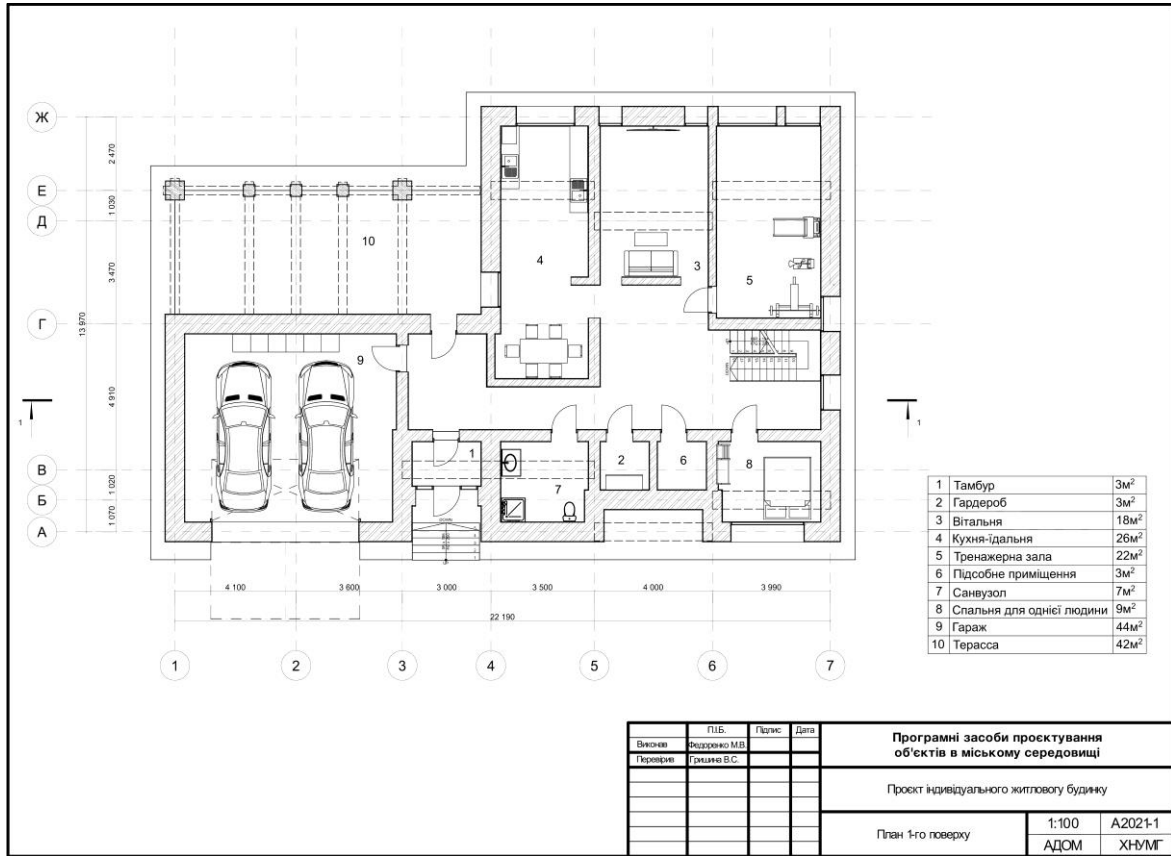 Ж
Е
Д
Г
В
Б
А
2 470
1 030
3 470
13 970
4 910
1 020
1 070
10
4
3
5
9
1
1
1
7
2
6
8
4 100
3 600
3 000
3 500
4 000
3 990
22 190
1
2
3
4
5
6
7
1 Тамбур 3м²
2 Гардероб 3м²
3 Вітальня 18м²
4 Кухня-їдальня 26м²
5 Тренажерна зала 22м²
6 Підсобне приміщення 3м²
7 Санвузол 7м²
8 Спальня для однієї людини 9м²
9 Гараж 44м²
10 Терасса 42м²
П.І.Б. Підпис Дата
Виконав Федоренко М.В.
Перевірив Гришина В.С.
Програмні засоби проєктування
об'єктів в міському середовищі
Проєкт індивідуального житлового будинку
План 1-го поверху
1:100 А2021-1
АДОМ ХНУМГ